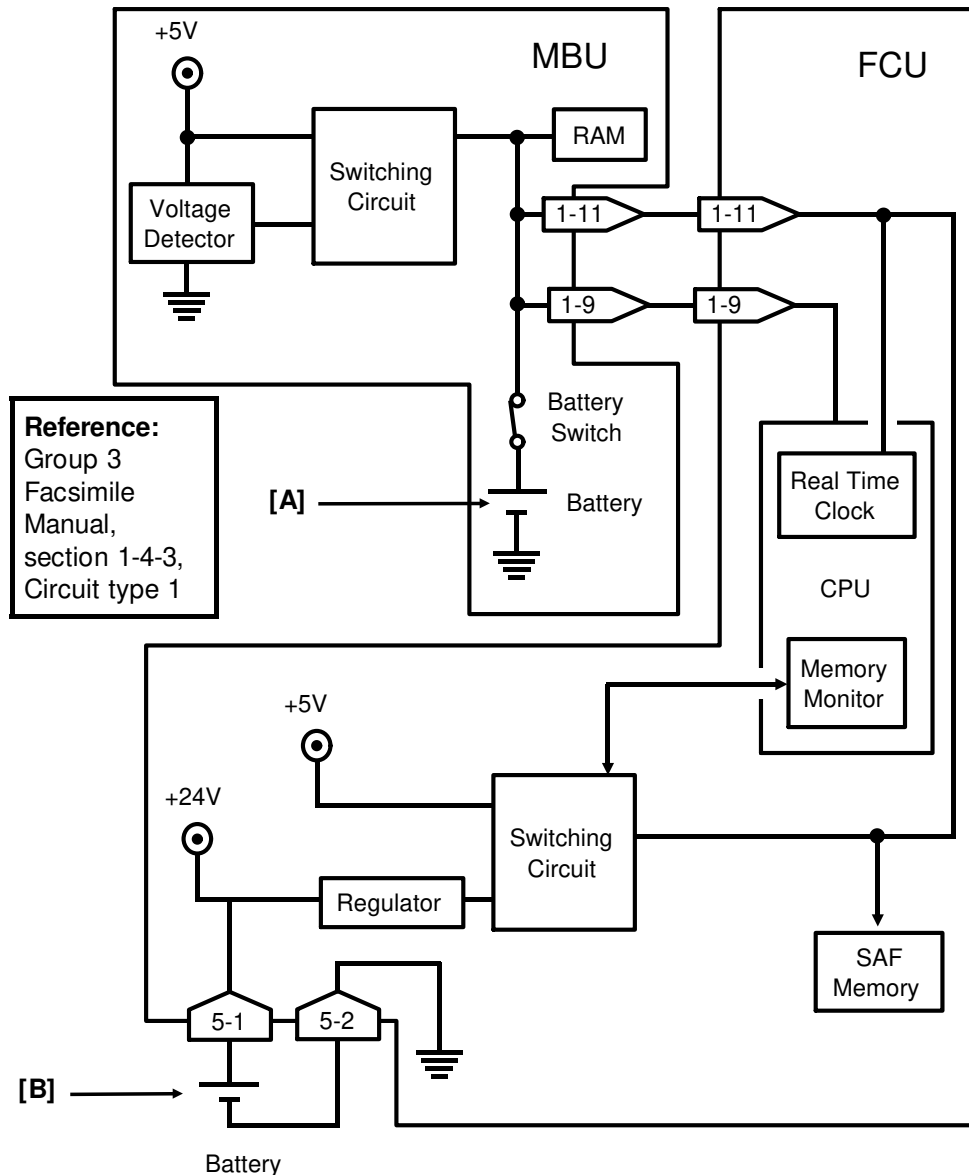 +5V
MBU
FCU
RAM
Switching
Circuit
Voltage
Detector
1-11
1-11
1-9
1-9
Battery
Switch
Reference:
Group 3
Facsimile
Manual,
section 1-4-3,
Circuit type 1
[A]
Battery
Real Time
Clock
CPU
Memory
Monitor
+5V
+24V
Switching
Circuit
Regulator
SAF
Memory
5-1
5-2
[B]
Battery